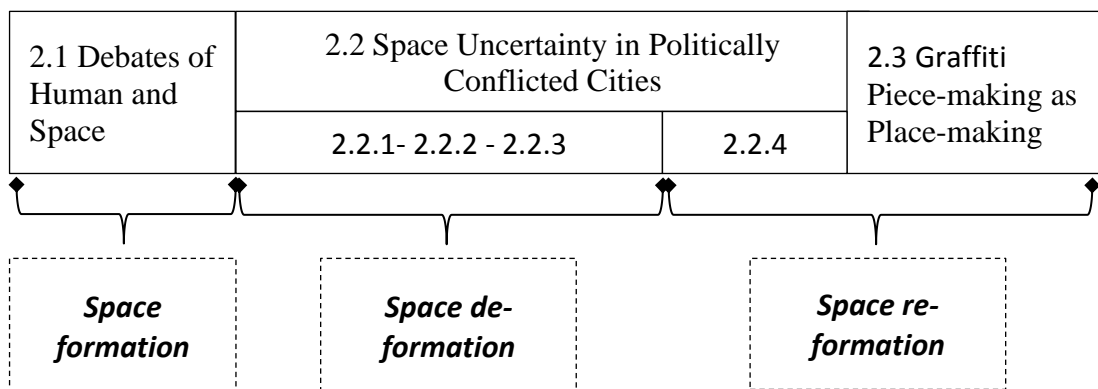 2.1 Debates of
Human and
Space
2.2 Space Uncertainty in Politically
Conflicted Cities
2.2.1- 2.2.2 - 2.2.3
2.2.4
2.3 Graffiti
Piece-making as
Place-making
Space
formation
Space de-
formation
Space re-
formation